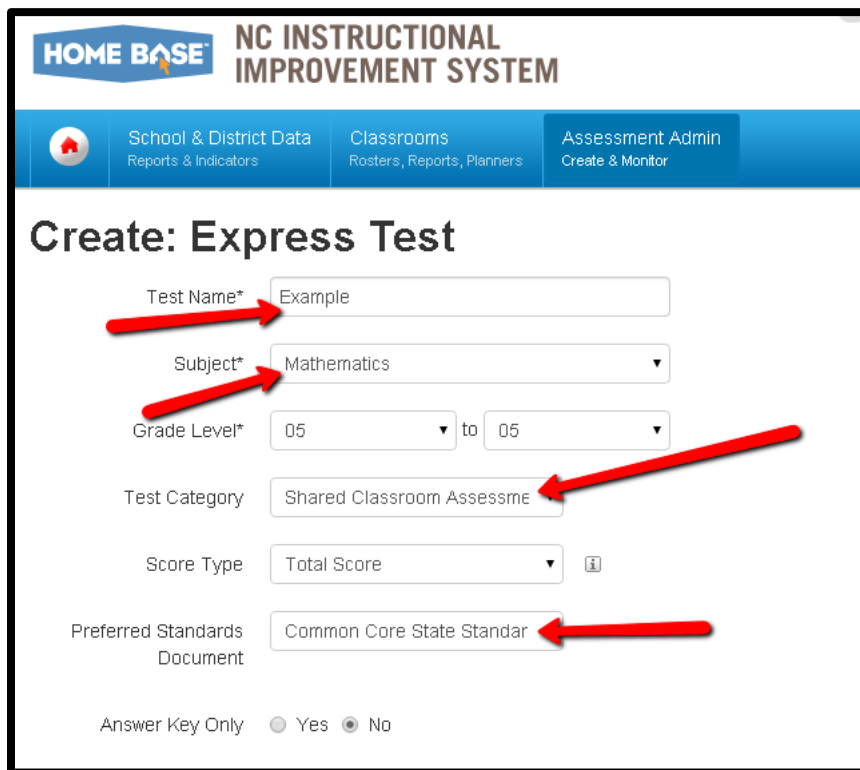 HOME BASE
NC INSTRUCTIONAL
IMPROVEMENT SYSTEM
School & District Data
Reports & Indicators
Classrooms
Rosters, Reports, Planners
Assessment Admin
Create & Monitor
Create: Express Test
Test Name* Example
Subject* Mathematics
Grade Level* 05 to 05
Test Category Shared Classroom Assessme
Score Type Total Score i
Preferred Standards Document Common Core State Standar
Answer Key Only Yes No